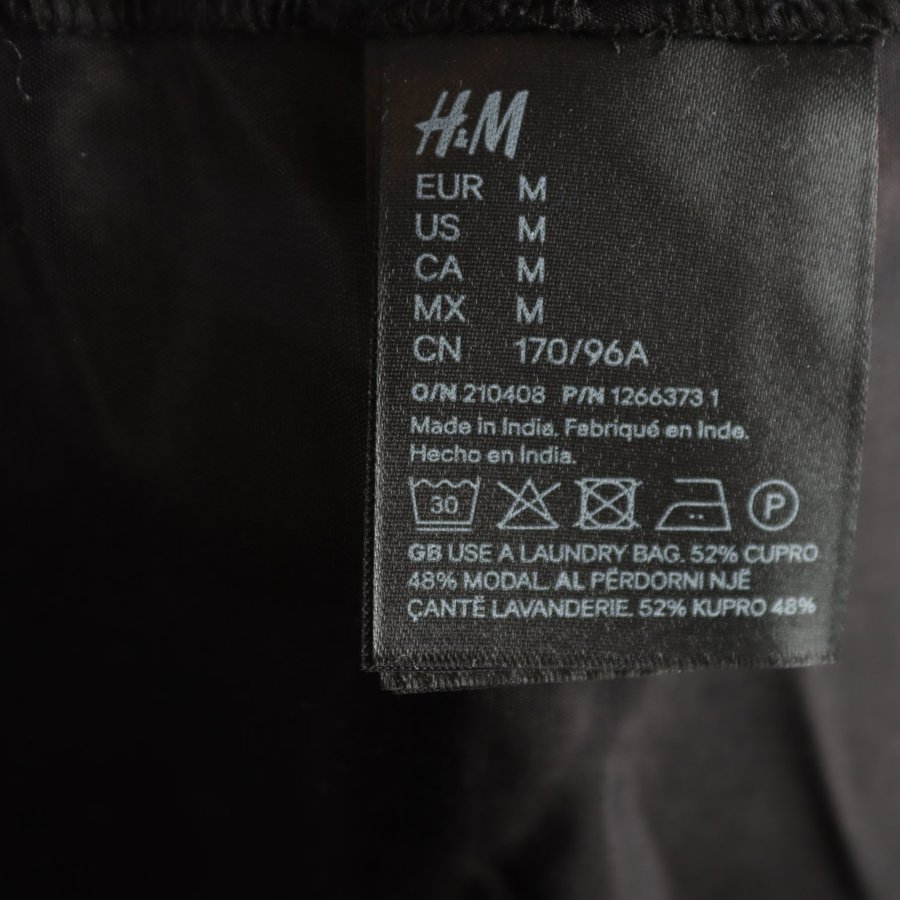 H&M
EUR M
US M
CA M
MX M
CN 170/96A
O/N 210408 P/N 1266373 1
Made in India. Fabriqué en Inde.
Hecho en India.
30 P
GB USE A LAUNDRY BAG. 52% CUPRO
48% MODAL. AL PËRDORNI NJË
ÇANTË LAVANDERIE. 52% KUPRO 48%